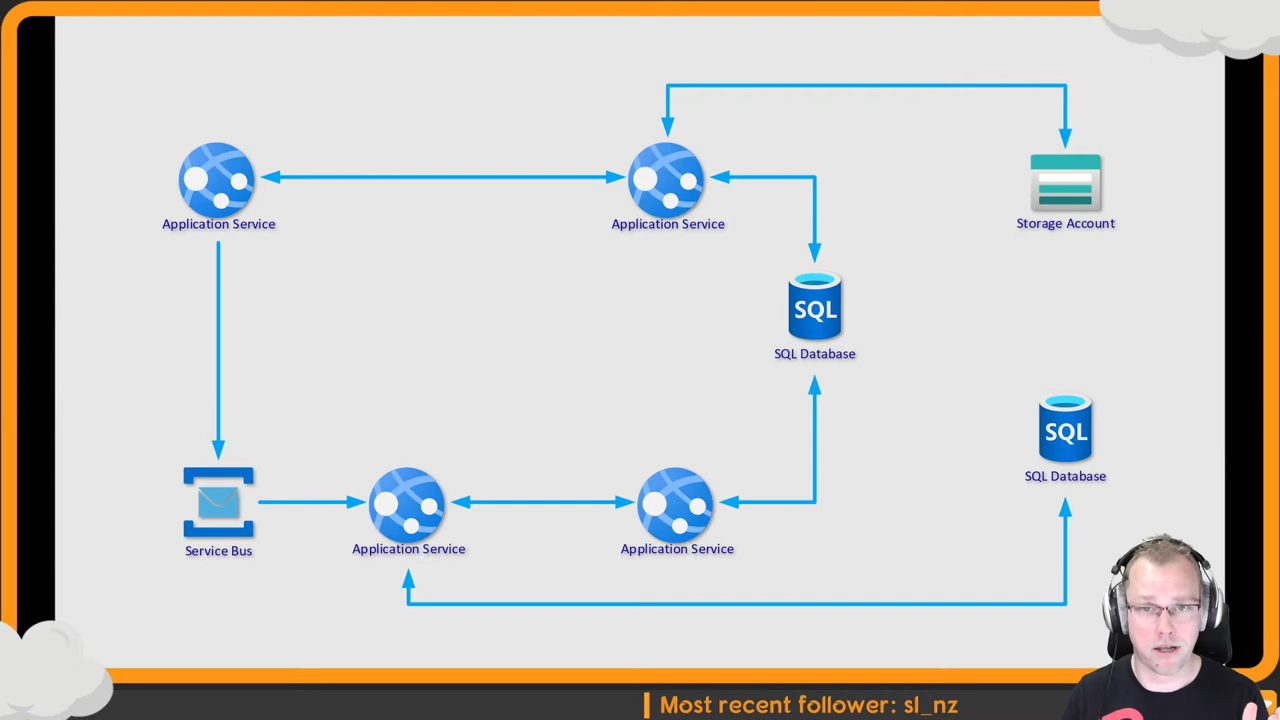 Application Service
Application Service
Storage Account
SQL
SQL Database
SQL
SQL Database
Service Bus
Application Service
Application Service
Most recent follower: sl_nz